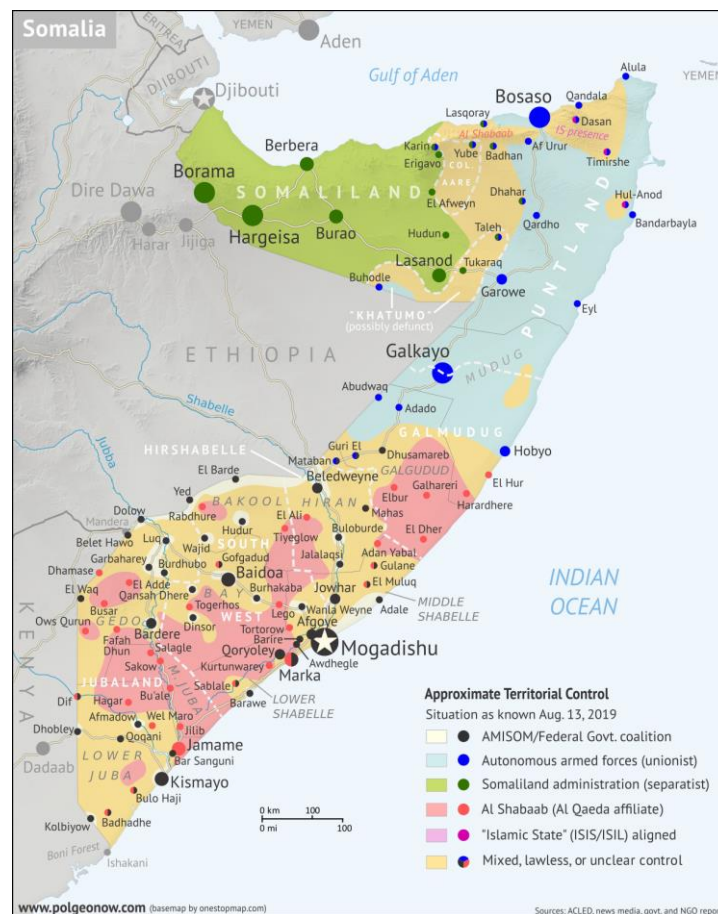 Somalia
YEMEN
Aden
ERITREA
DJIBOUTI
Djibouti
Gulf of Aden
Alula
YEMEN
Bosaso
Qandala
Lasqoray
Dasan
Al Shabaab
IS presence
Karin
Yube
Badhan
Af Urur
Timirshe
Erigavo
Berbera
COL.
AARE
Borama
SOMALILAND
Dhahar
Hul-Anod
El Afweyn
Qardho
Bandarbayla
Dire Dawa
Harar
Jijiga
Hargeisa
Burao
Hudun
Taleh
PUNTLAND
Lasanod
Tukaraq
Buhodle
Garowe
"KHATUMO"
(possibly defunct)
Eyl
ETHIOPIA
Galkayo
MUDUG
Abudwaq
Adado
Shabelle
Jubba
GALMUDUG
HIRSHABELLE
Guri El
Mataban
Dhusamareb
Hobyo
GALGUDUD
El Barde
Beledweyne
Yed
El Hur
BAKOOL
HIRAN
Elbur
Galhareri
Rabdhure
Mahas
Harardhere
Dolow
El Ali
Mandera
Hudur
Buloburde
Tiyeglow
El Dher
Belet Hawo
Luq
Wajid
SOUTH
Jalalaqsi
Adan Yabal
Garbaharey
Gofgadud
Gulane
Dhamase
Burdhubo
El Adde
Baidoa
El Muluq
El Waq
Qansah Dhere
BAY
Burhakaba
Jowhar
Adale
MIDDLE
SHABELLE
Busar
Togerhos
Lego
Wanla Weyne
Ows Qurun
GEDO
Bardere
WEST
Afgoye
Dinsor
Tortorow
Barire
Mogadishu
Fafah
Dhun
Salagle
Qoryoley
Awdhegle
Sakow
Kurtunwarey
Marka
JUBALAND
M. JUBA
Sablale
LOWER
SHABELLE
Dif
Hagar
Bu'ale
Barawe
Afmadow
Wel Maro
Dhobley
Qoqani
Jilib
Dadaab
LOWER
JUBA
Jamame
Bar Sanguni
Kismayo
Bulo Haji
Kolbiyow
Badhadhe
Boni Forest
Ishakani
KENYA
INDIAN
OCEAN
0 km 100
0 mi 100
Approximate Territorial Control
Situation as known Aug. 13, 2019
AMISOM/Federal Govt. coalition
Autonomous armed forces (unionist)
Somaliland administration (separatist)
Al Shabaab (Al Qaeda affiliate)
"Islamic State" (ISIS/ISIL) aligned
Mixed, lawless, or unclear control
www.polgeonow.com (basemap by onestopmap.com)
Sources: ACLED, news media, govt. and NGO repor